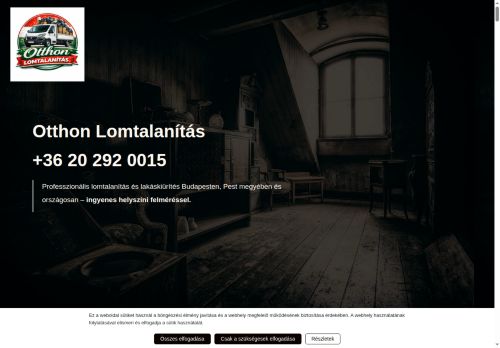 Otthon
LOMTALANÍTÁS
Otthon Lomtalanítás
+36 20 292 0015
Professzionális lomtalanítás és lakáskiürítés Budapesten, Pest megyében és
országosan – ingyenes helyszíni felméréssel.
Ez a weboldal sütiket használ a böngészési élmény javítása és a webhely megfelelő működésének biztosítása érdekében. A webhely használatának
folytatásával elismeri és elfogadja a sütik használatát.
Összes elfogadása Csak a szükségesek elfogadása Részletek